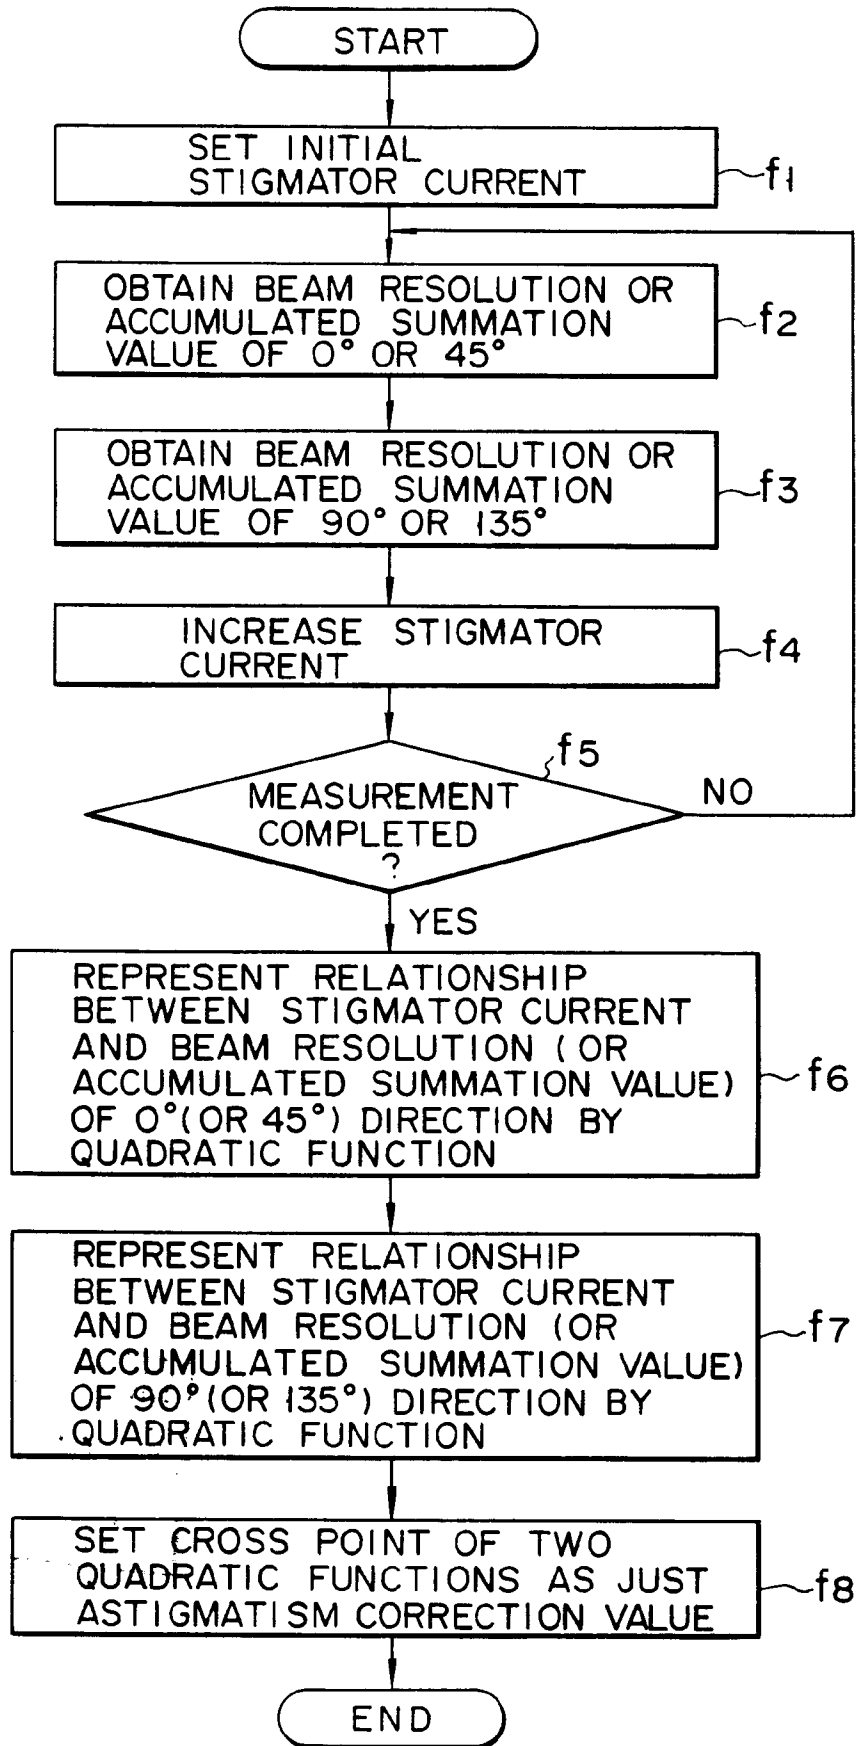 START
SET INITIAL
STIGMATOR CURRENT
f1
OBTAIN BEAM RESOLUTION OR
ACCUMULATED SUMMATION
VALUE OF 0° OR 45°
f2
OBTAIN BEAM RESOLUTION OR
ACCUMULATED SUMMATION
VALUE OF 90° OR 135°
f3
INCREASE STIGMATOR
CURRENT
f4
f5
MEASUREMENT
COMPLETED
?
NO
YES
REPRESENT RELATIONSHIP
BETWEEN STIGMATOR CURRENT
AND BEAM RESOLUTION (OR
ACCUMULATED SUMMATION VALUE)
OF 0° (OR 45°) DIRECTION BY
QUADRATIC FUNCTION
f6
REPRESENT RELATIONSHIP
BETWEEN STIGMATOR CURRENT
AND BEAM RESOLUTION (OR
ACCUMULATED SUMMATION VALUE)
OF 90° (OR 135°) DIRECTION BY
QUADRATIC FUNCTION
f7
SET CROSS POINT OF TWO
QUADRATIC FUNCTIONS AS JUST
ASTIGMATISM CORRECTION VALUE
f8
END